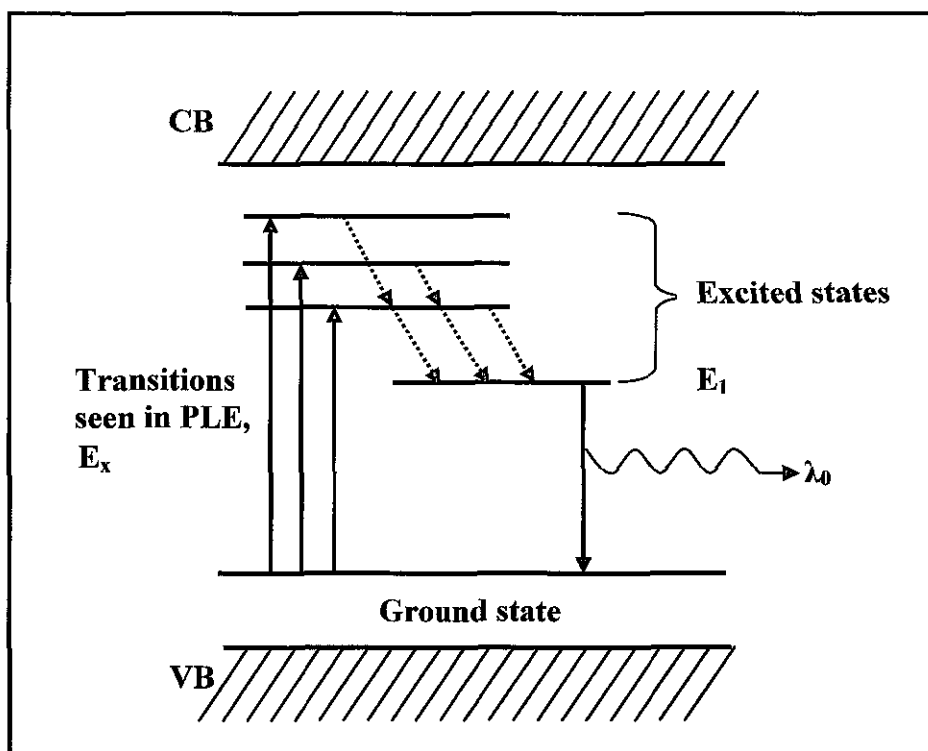 CB
Excited states
Transitions
seen in PLE,
Eₓ
E₁
λ₀
Ground state
VB